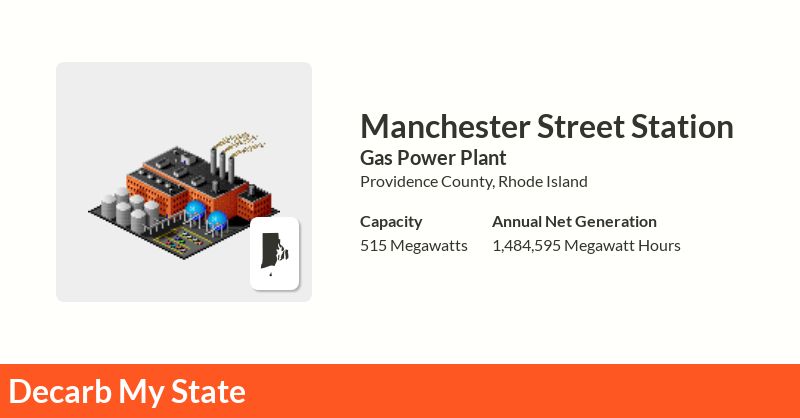 Manchester Street Station
Gas Power Plant
Providence County, Rhode Island
Capacity
515 Megawatts
Annual Net Generation
1,484,595 Megawatt Hours
Decarb My State